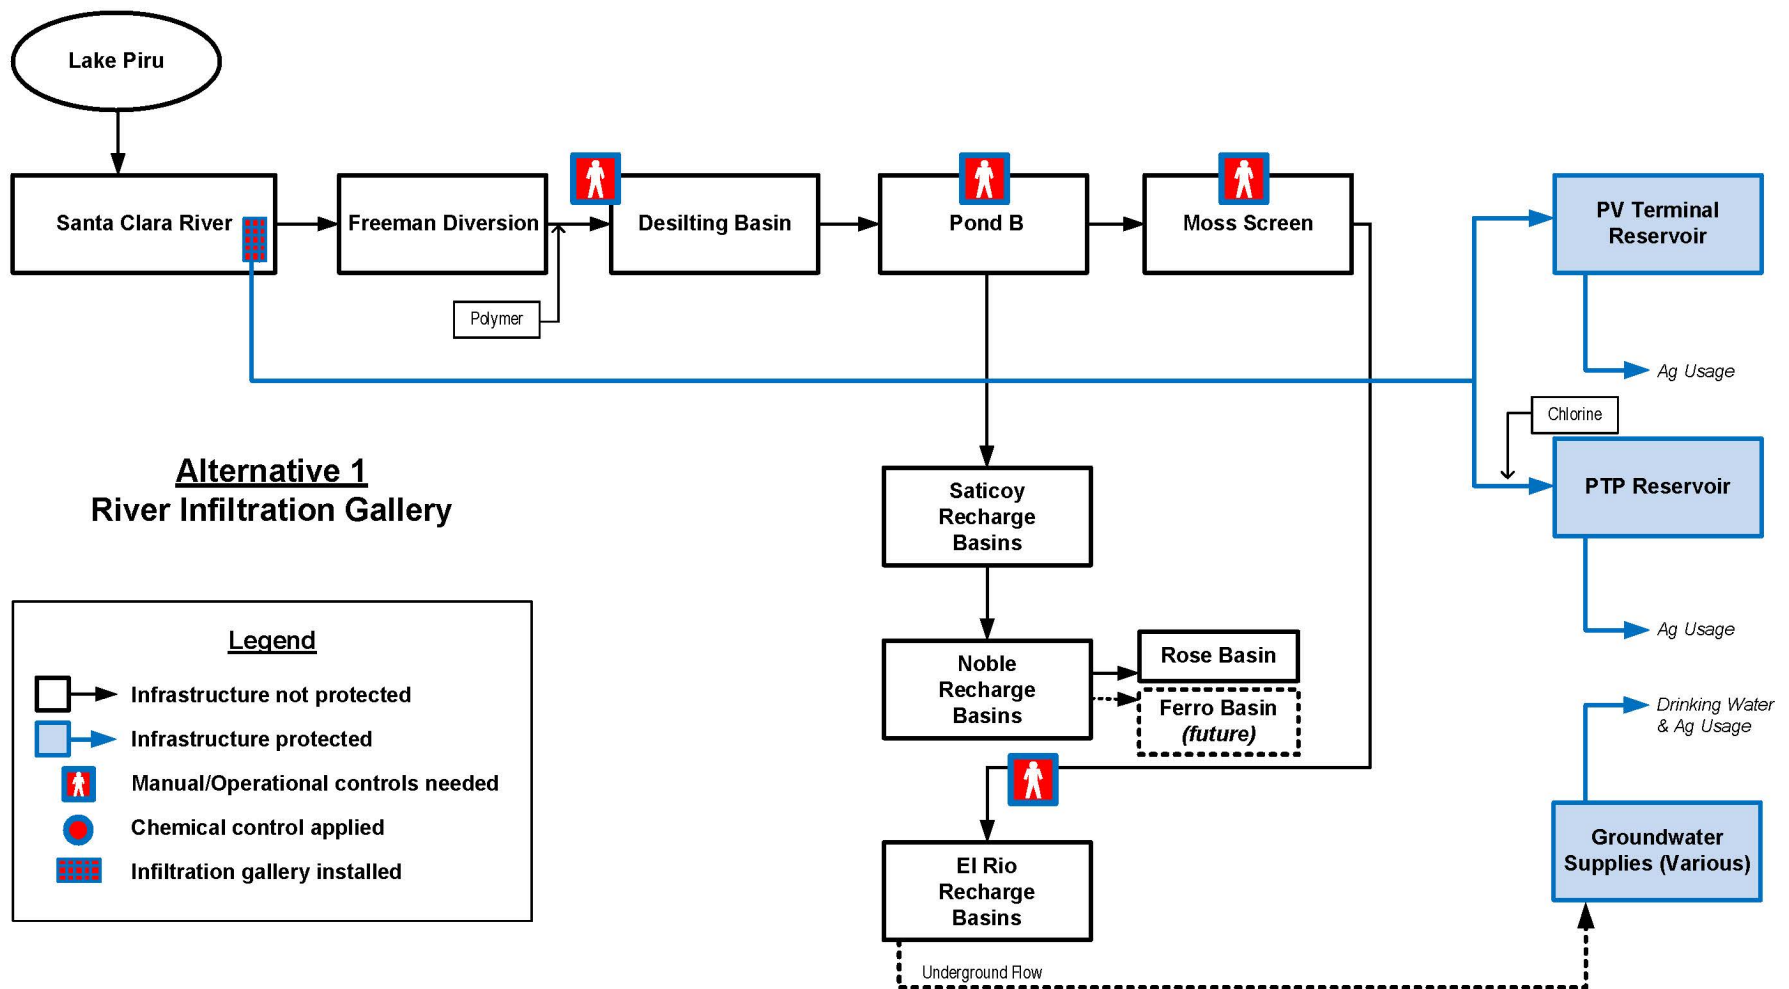 Lake Piru
Santa Clara River
Freeman Diversion
Desilting Basin
Pond B
Moss Screen
PV Terminal
Reservoir
Polymer
Ag Usage
Chlorine
Alternative 1
River Infiltration Gallery
Saticoy
Recharge
Basins
PTP Reservoir
Legend
Infrastructure not protected
Infrastructure protected
Manual/Operational controls needed
Chemical control applied
Infiltration gallery installed
Noble
Recharge
Basins
Rose Basin
Ferro Basin
(future)
Ag Usage
Drinking Water
& Ag Usage
El Rio
Recharge
Basins
Groundwater
Supplies (Various)
Underground Flow